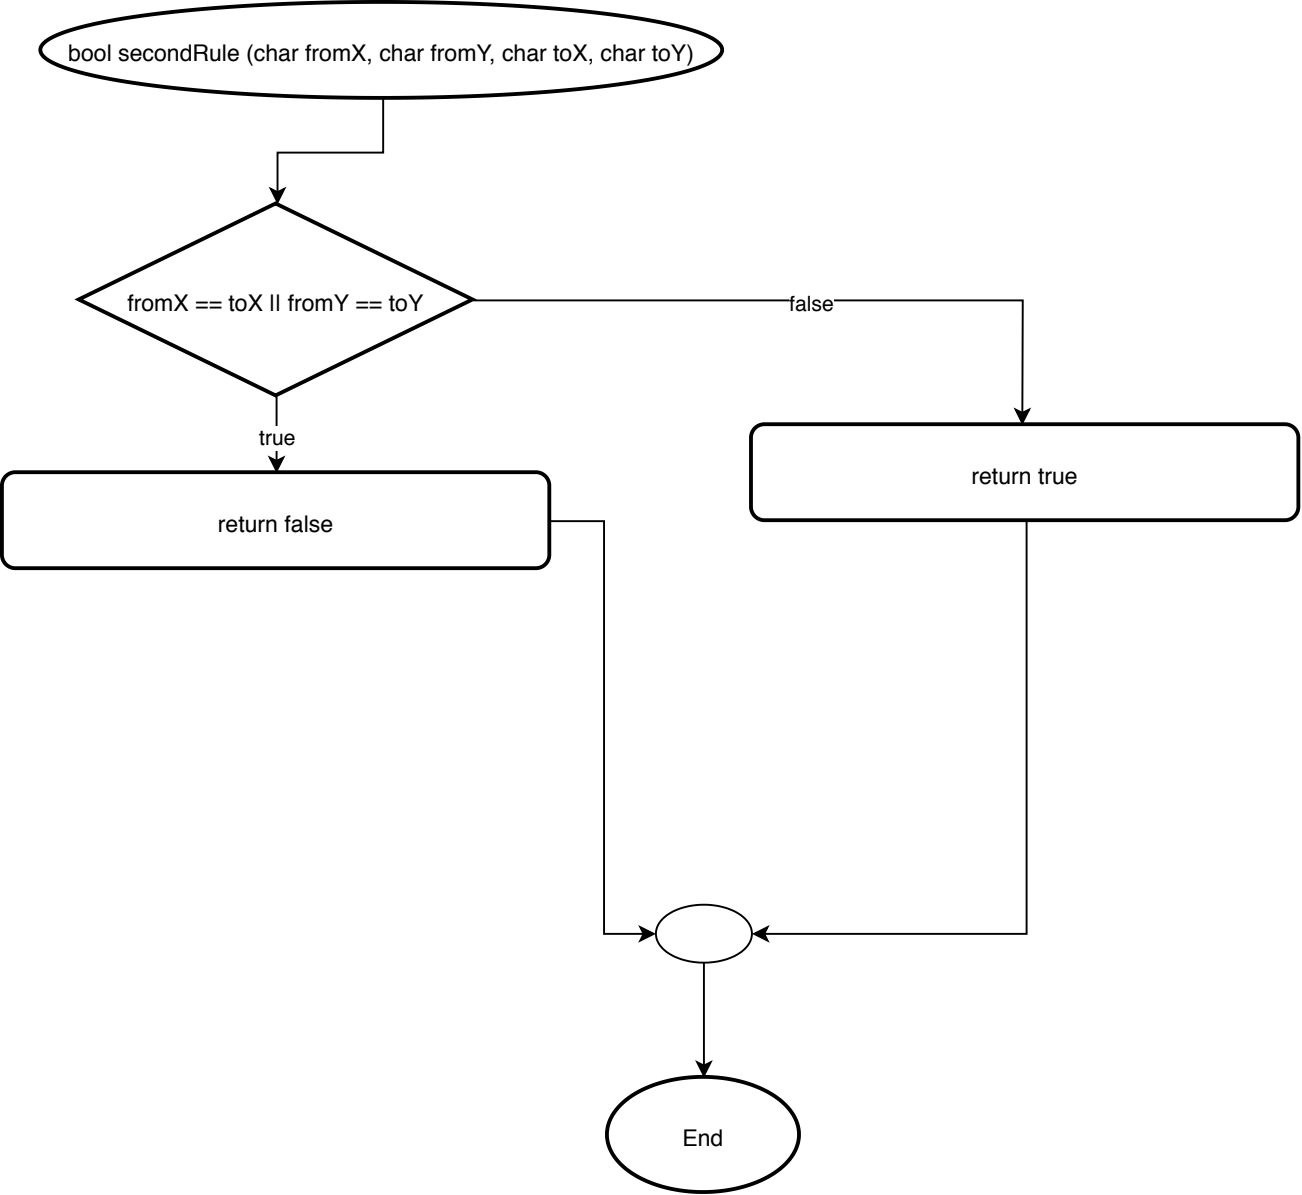 bool secondRule (char fromX, char fromY, char toX, char toY)
fromX == toX || fromY == toY
false
true
return true
return false
End